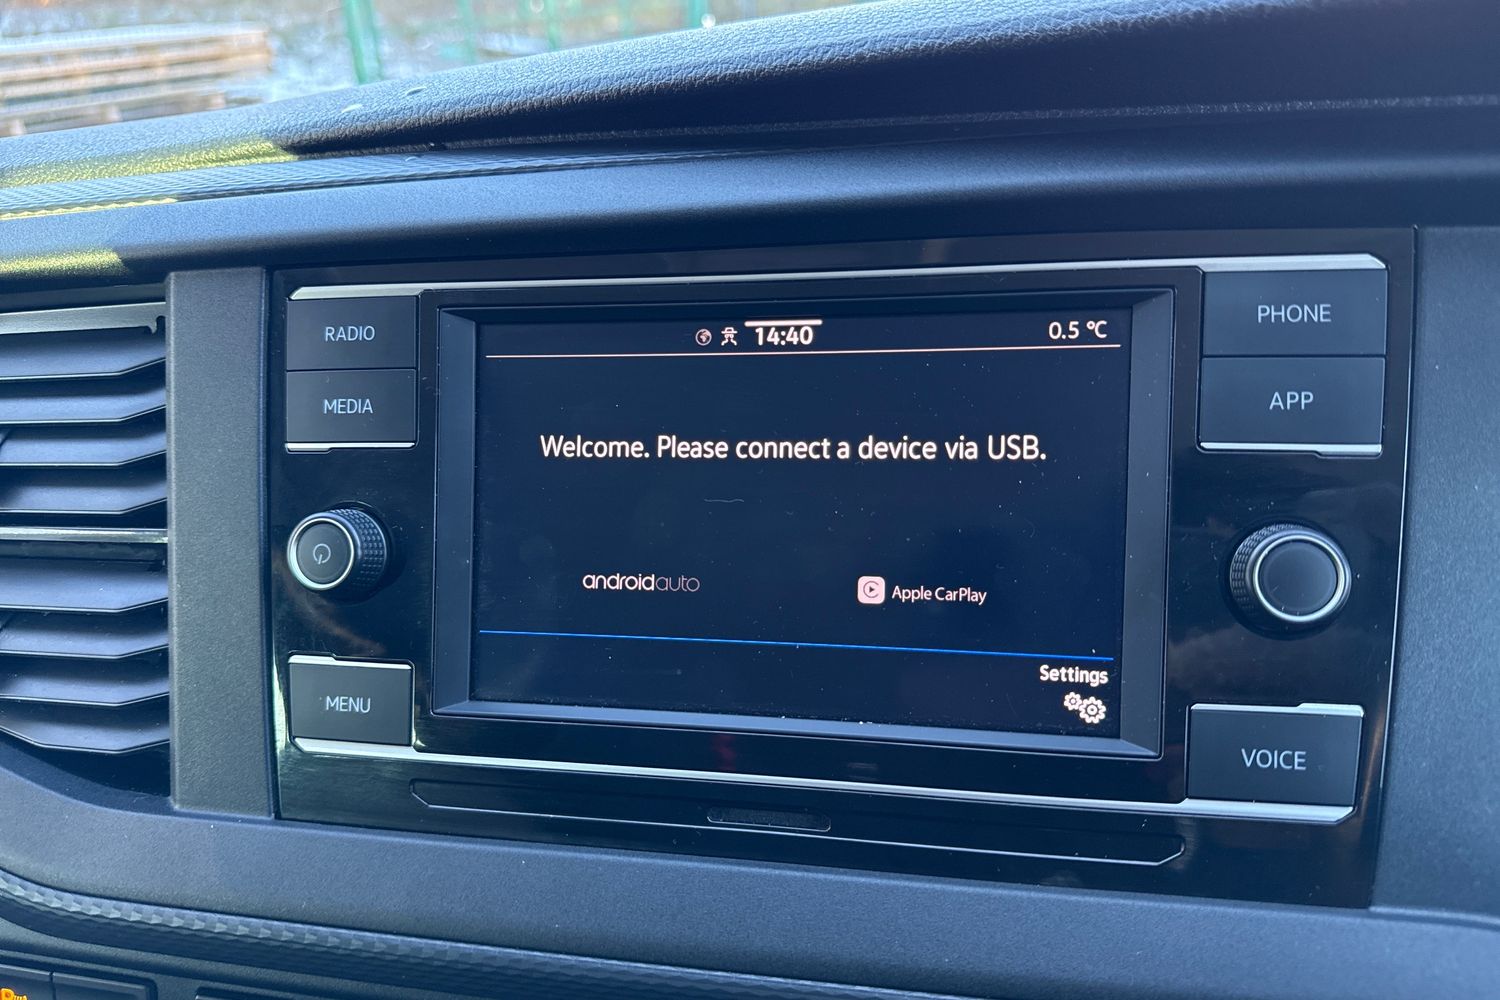 RADIO
MEDIA
MENU
14:40
0.5 °C
Welcome. Please connect a device via USB.
androidauto
Apple CarPlay
Settings
PHONE
APP
VOICE